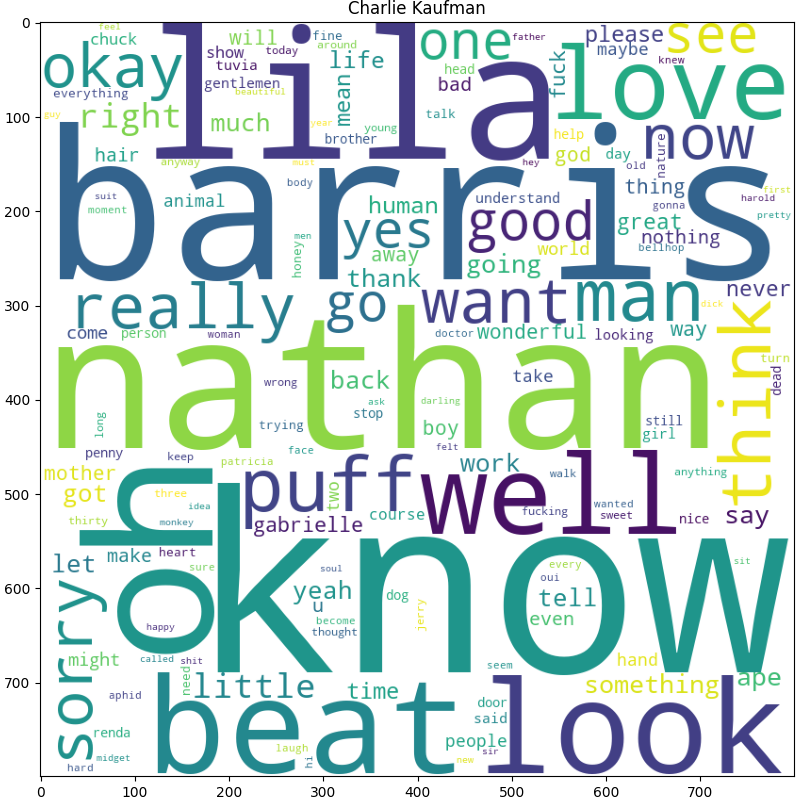 Charlie Kaufman
0
100
200
300
400
500
600
700
0 100 200 300 400 500 600 700
feel
chuck
will
fine
father
please
see
okay
show
today
around
one
maybe
tuvia
life
knew
everything
gentlemen
lila
head
bad
fuck
love
beautiful
mean
guy
right
much
year
young
talk
brother
help
now
hair
anyway
must
hey
god
day
old
nature
suit
body
thing
first
moment
animal
understand
gonna
harold
barris
human
good
great
pretty
yes
nothing
men
honey
away
world
bellhop
going
thank
never
really
go
want
man
dick
come
person
woman
doctor
wonderful
looking
way
think
nathan
wrong
back
take
turn
dead
ask
darling
stop
long
trying
boy
still
girl
face
felt
penny
keep
patricia
work
walk
anything
mother
got
three
puff
two
well
idea
wanted
thirty
monkey
gabrielle
course
fucking
sweet
nice
say
oh
know
let
make
heart
sure
soul
every
sit
yeah
oui
dog
tell
u
sorry
become
jerry
even
happy
thought
might
called
shit
seem
hand
need
little
time
something
ape
aphid
door
said
renda
beat
look
people
laugh
midget
hi
sir
hard
new